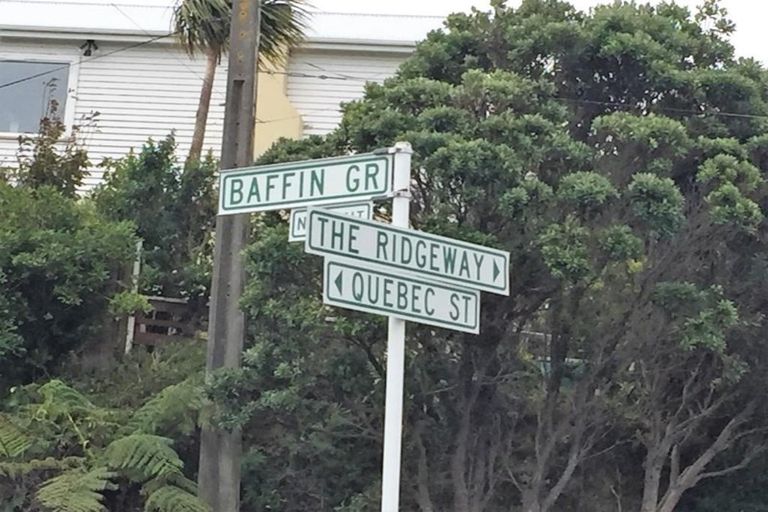 BAFFIN GR
THE RIDGEWAY
QUEBEC ST